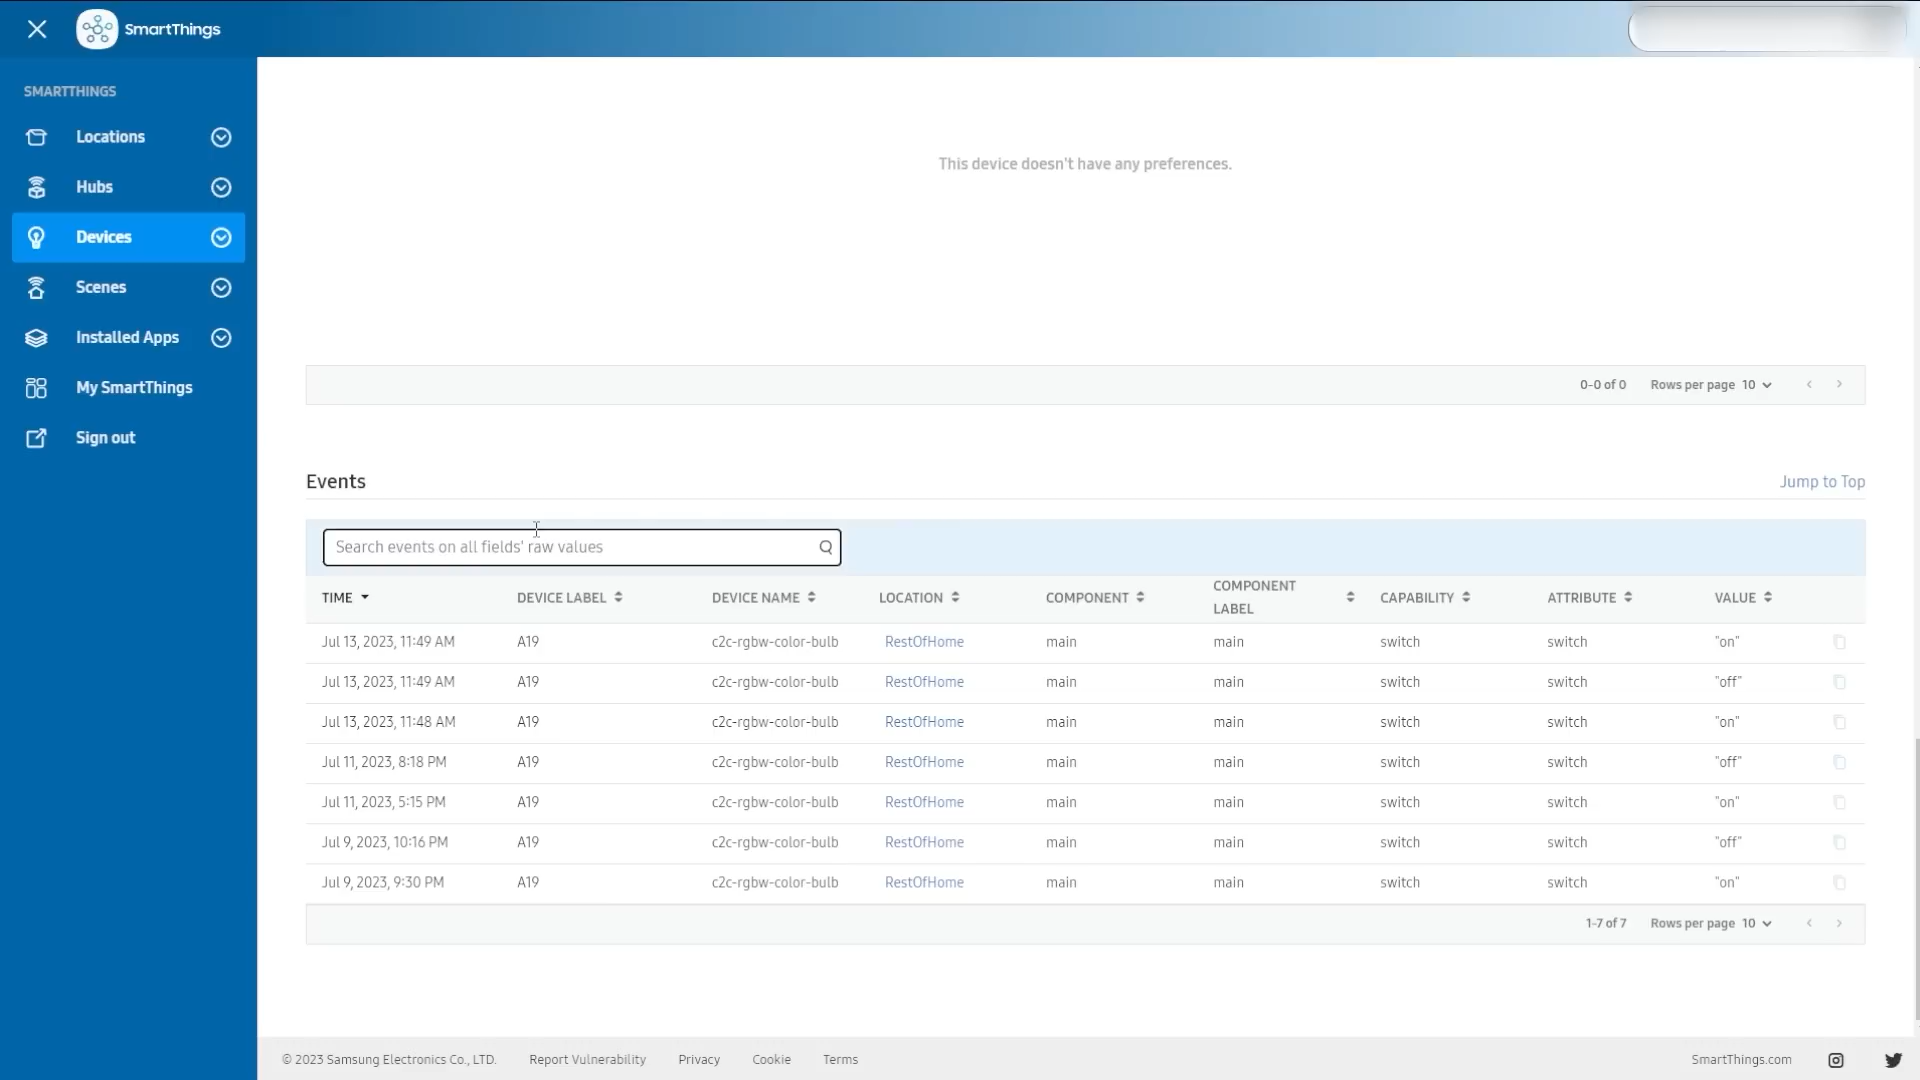 SmartThings
SMARTTHINGS
Locations
Hubs
Devices
Scenes
Installed Apps
My SmartThings
Sign out
This device doesn't have any preferences.
0-0 of 0 Rows per page 10
Events Jump to Top
Search events on all fields' raw values
TIME DEVICE LABEL DEVICE NAME LOCATION COMPONENT COMPONENT LABEL CAPABILITY ATTRIBUTE VALUE
Jul 13, 2023, 11:49 AM A19 c2c-rgbw-color-bulb RestOfHome main main switch switch "on"
Jul 13, 2023, 11:49 AM A19 c2c-rgbw-color-bulb RestOfHome main main switch switch "off"
Jul 13, 2023, 11:48 AM A19 c2c-rgbw-color-bulb RestOfHome main main switch switch "on"
Jul 11, 2023, 8:18 PM A19 c2c-rgbw-color-bulb RestOfHome main main switch switch "off"
Jul 11, 2023, 5:15 PM A19 c2c-rgbw-color-bulb RestOfHome main main switch switch "on"
Jul 9, 2023, 10:16 PM A19 c2c-rgbw-color-bulb RestOfHome main main switch switch "off"
Jul 9, 2023, 9:30 PM A19 c2c-rgbw-color-bulb RestOfHome main main switch switch "on"
1-7 of 7 Rows per page 10
© 2023 Samsung Electronics Co., LTD. Report Vulnerability Privacy Cookie Terms SmartThings.com